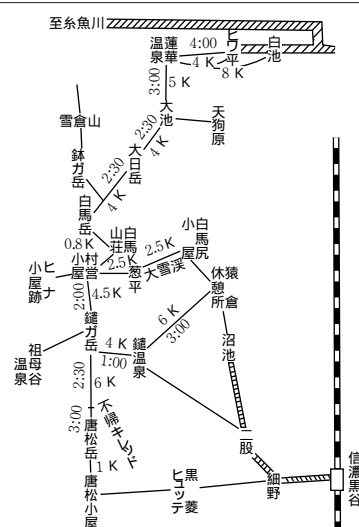 至糸魚川
蓮華温泉
4:00
4 K
8 K
ヒワ平
白池
3:00
5 K
大池
天狗原
2:30
4 K
大日岳
雪倉山
鉢ガ岳
2:30
4 K
白馬岳
0.8 K
白馬山荘
村営小屋
2.5 K
葱平
2.5 K
大雪渓
白馬尻小屋
ヒナ小屋跡
2:00
4.5 K
猿倉休憩所
6 K
3:00
沼池
鑓ガ岳
4 K
1:00
鑓温泉
祖母谷温泉
2:30
6 K
不帰キレッド
3:00
唐松岳
1 K
唐松小屋
黒菱ヒュッテ
二股
細野
信濃黒谷